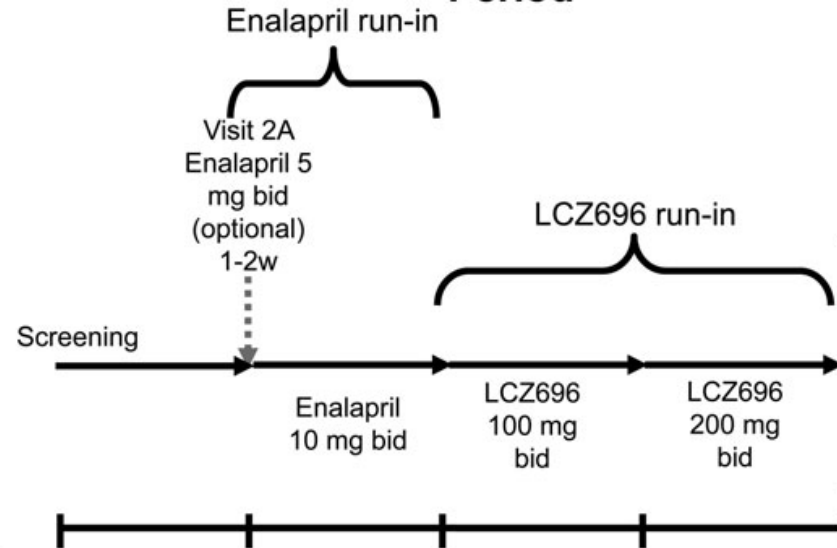 Enalapril run-in
Visit 2A
Enalapril 5
mg bid
(optional)
1-2w
LCZ696 run-in
Screening
Enalapril
10 mg bid
LCZ696
100 mg
bid
LCZ696
200 mg
bid